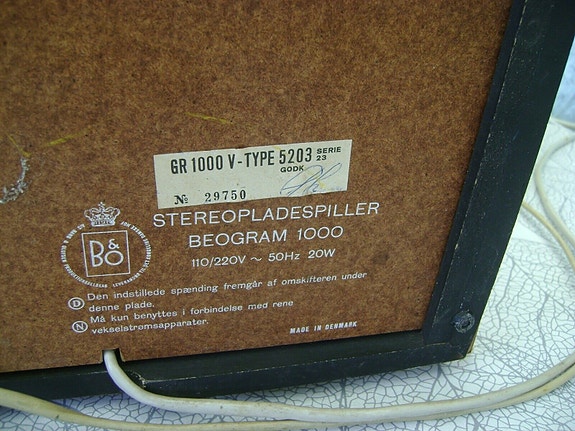 GR 1000 V - TYPE 5203 SERIE 23
GODK
№ 29750
B&O
STEREOPLADESPILLER
BEOGRAM 1000
110/220V ~ 50Hz 20W
D Den indstillede spænding fremgår af omskifteren under
denne plade.
N Må kun benyttes i forbindelse med rene
vekselstrømsapparater.
MADE IN DENMARK